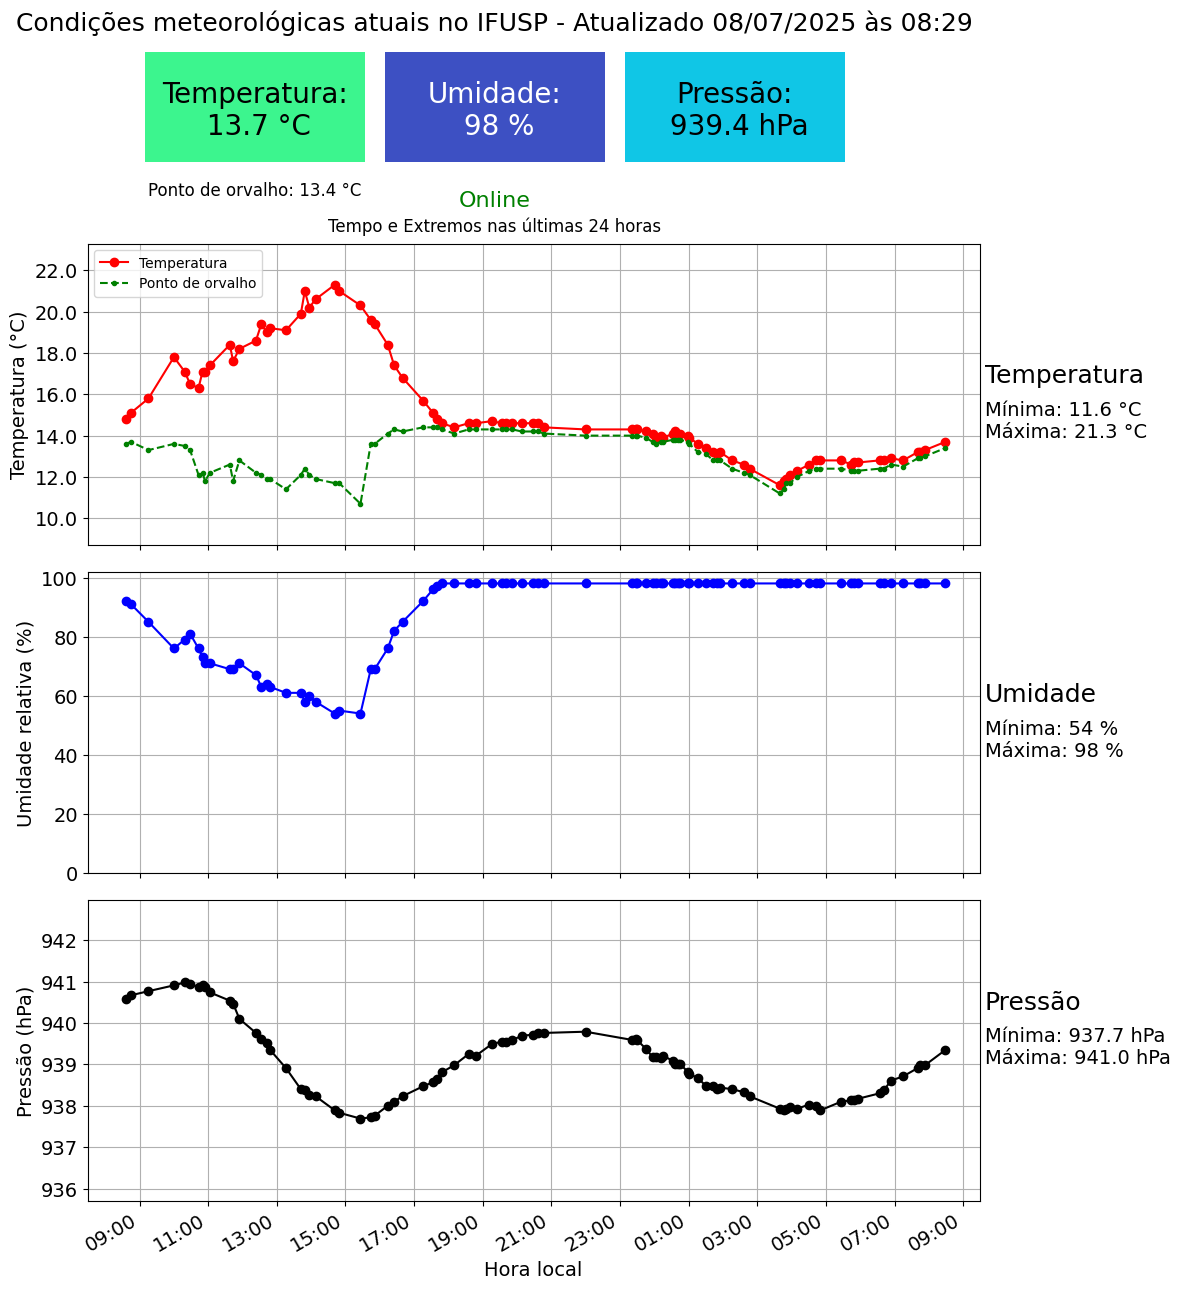 Condições meteorológicas atuais no IFUSP - Atualizado 08/07/2025 às 08:29
Temperatura:
13.7 °C
Umidade:
98 %
Pressão:
939.4 hPa
Ponto de orvalho: 13.4 °C
Online
Tempo e Extremos nas últimas 24 horas
Temperatura
Ponto de orvalho
Temperatura (°C)
22.0
20.0
18.0
16.0
14.0
12.0
10.0
Temperatura
Mínima: 11.6 °C
Máxima: 21.3 °C
Umidade relativa (%)
100
80
60
40
20
0
Umidade
Mínima: 54 %
Máxima: 98 %
Pressão (hPa)
942
941
940
939
938
937
936
Pressão
Mínima: 937.7 hPa
Máxima: 941.0 hPa
09:00
11:00
13:00
15:00
17:00
19:00
21:00
23:00
01:00
03:00
05:00
07:00
09:00
Hora local